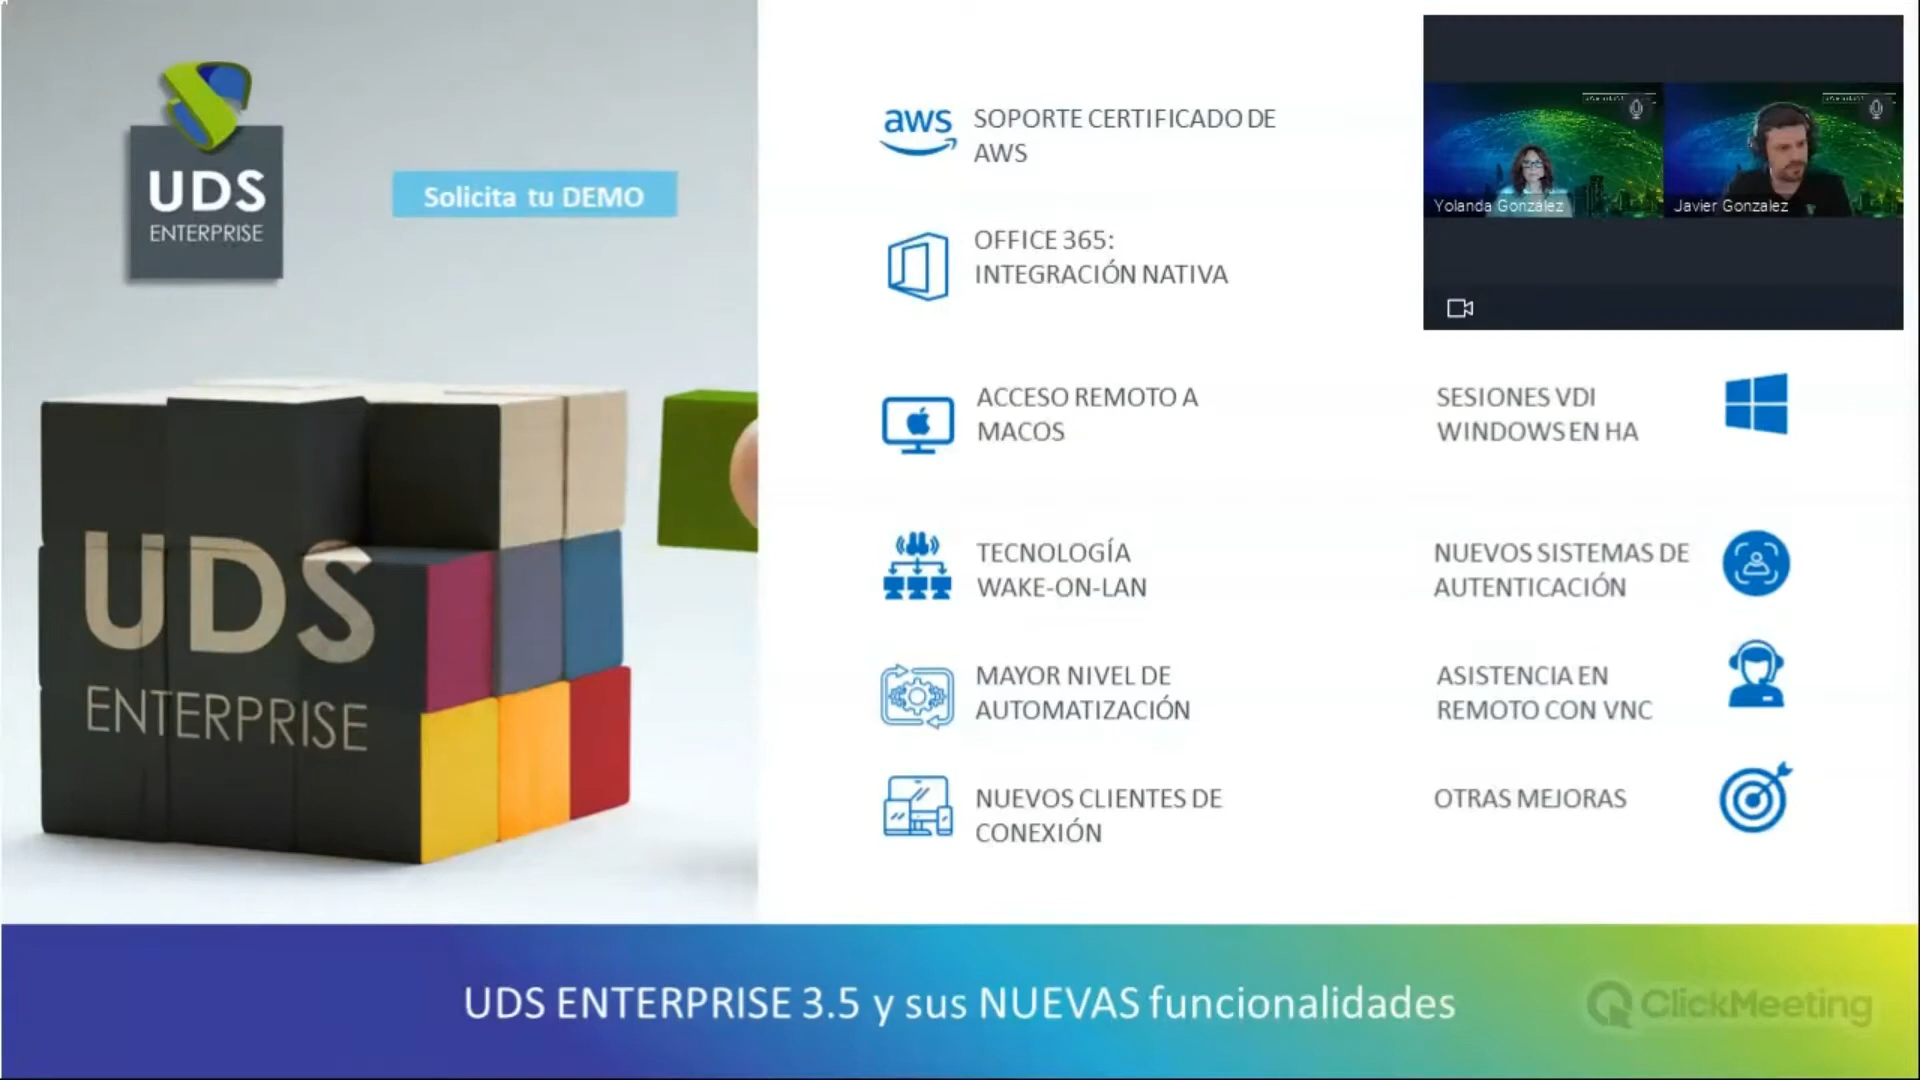 UDS
ENTERPRISE
Solicita tu DEMO
UDS
ENTERPRISE
aws
SOPORTE CERTIFICADO DE
AWS
OFFICE 365:
INTEGRACIÓN NATIVA
ACCESO REMOTO A
MACOS
TECNOLOGÍA
WAKE-ON-LAN
MAYOR NIVEL DE
AUTOMATIZACIÓN
NUEVOS CLIENTES DE
CONEXIÓN
Yolanda González
Javier Gonzalez
SESIONES VDI
WINDOWS EN HA
NUEVOS SISTEMAS DE
AUTENTICACIÓN
ASISTENCIA EN
REMOTO CON VNC
OTRAS MEJORAS
UDS ENTERPRISE 3.5 y sus NUEVAS funcionalidades
ClickMeeting